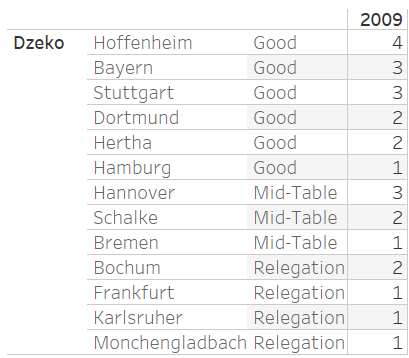 2009
Dzeko Hoffenheim Good 4
Bayern Good 3
Stuttgart Good 3
Dortmund Good 2
Hertha Good 2
Hamburg Good 1
Hannover Mid-Table 3
Schalke Mid-Table 2
Bremen Mid-Table 1
Bochum Relegation 2
Frankfurt Relegation 1
Karlsruher Relegation 1
Monchengladbach Relegation 1